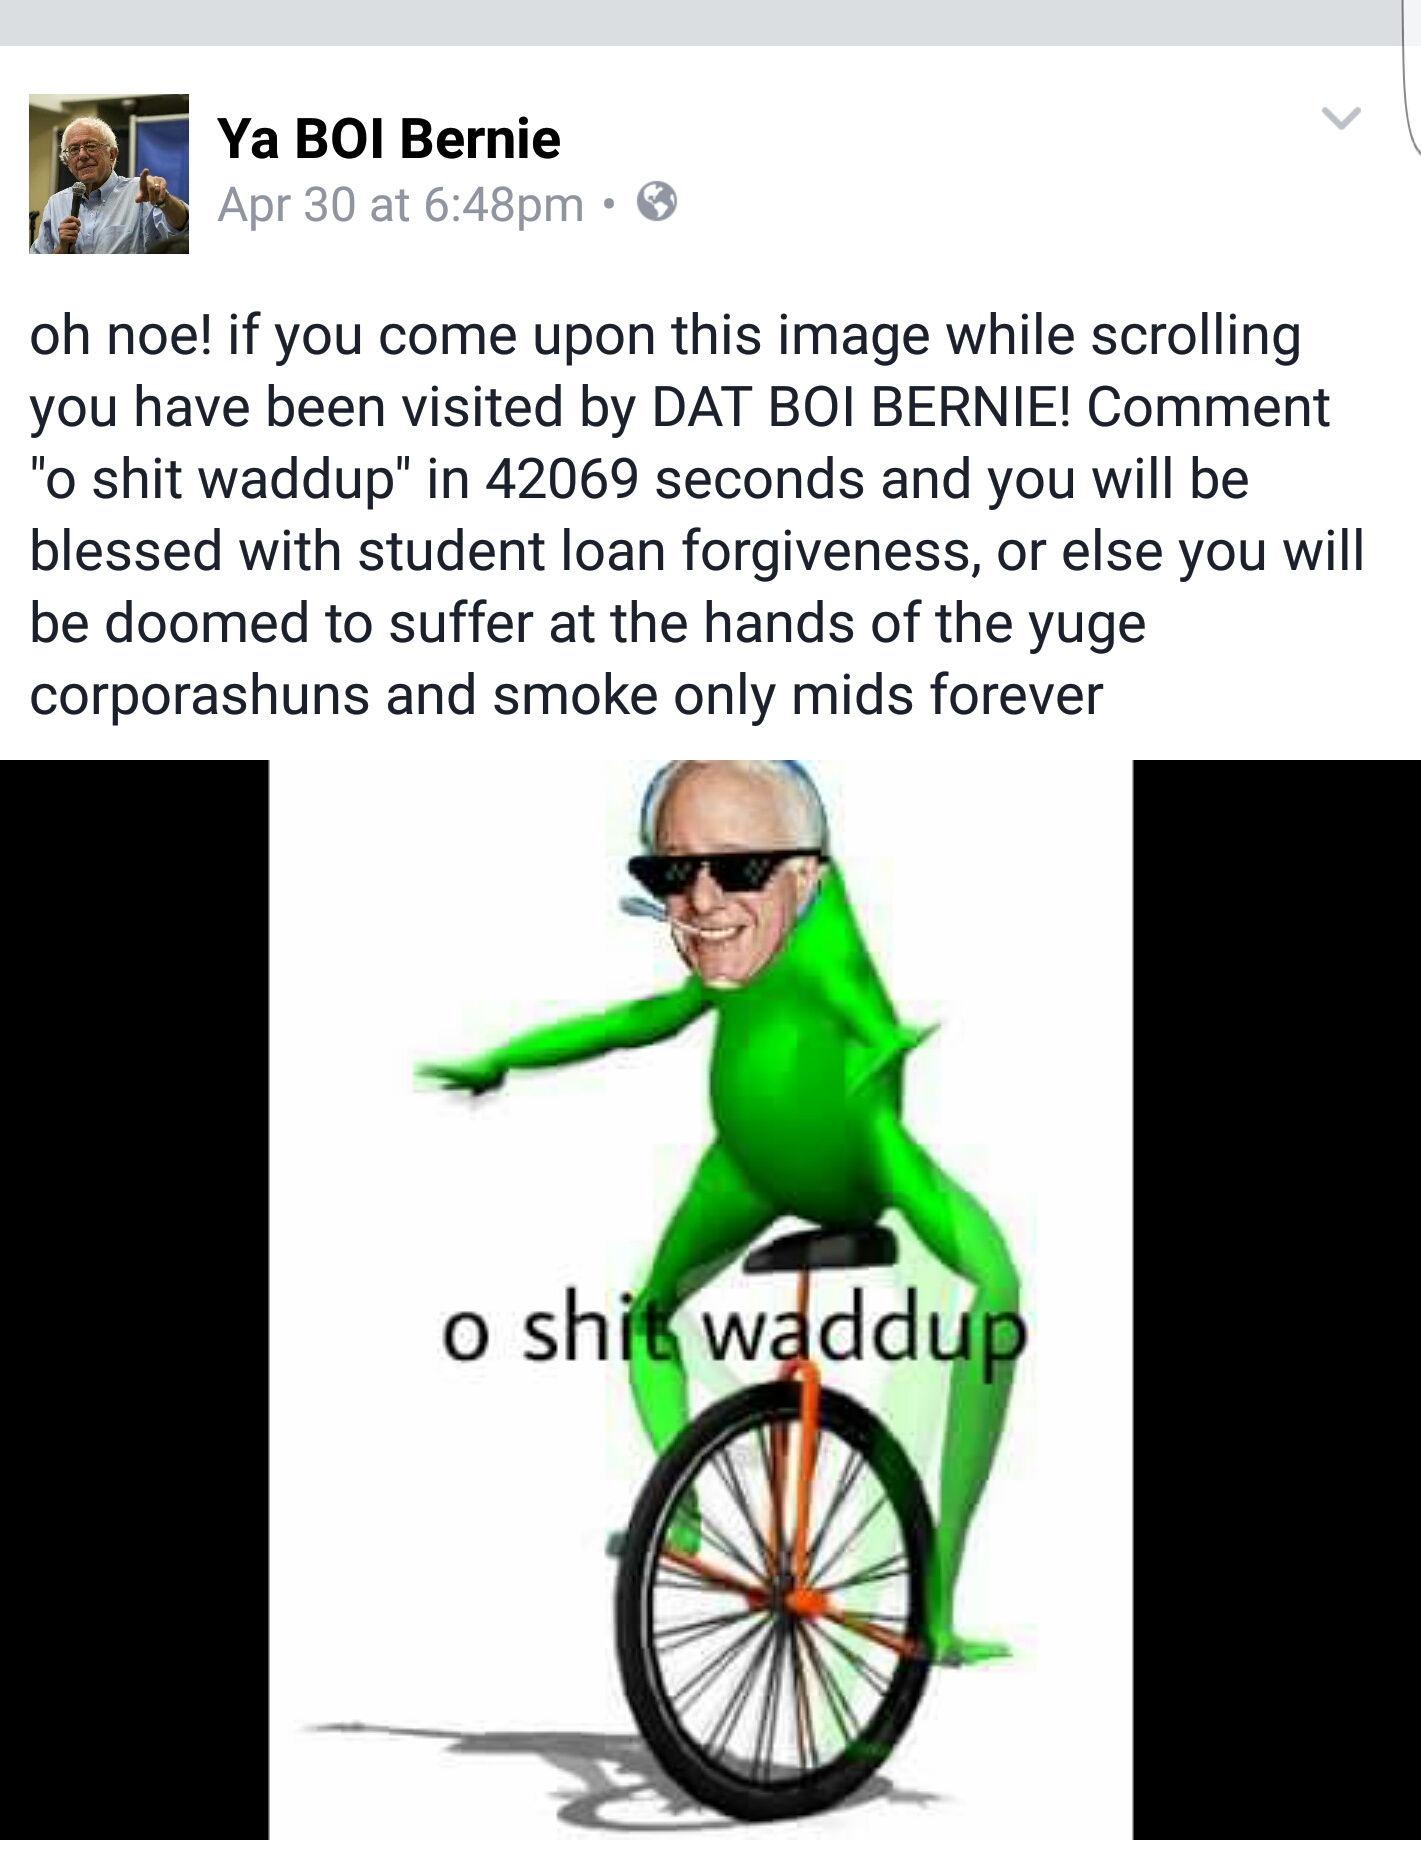 Ya BOI Bernie
Apr 30 at 6:48pm •
oh noe! if you come upon this image while scrolling
you have been visited by DAT BOI BERNIE! Comment
"o shit waddup" in 42069 seconds and you will be
blessed with student loan forgiveness, or else you will
be doomed to suffer at the hands of the yuge
corporashuns and smoke only mids forever
o shit waddup